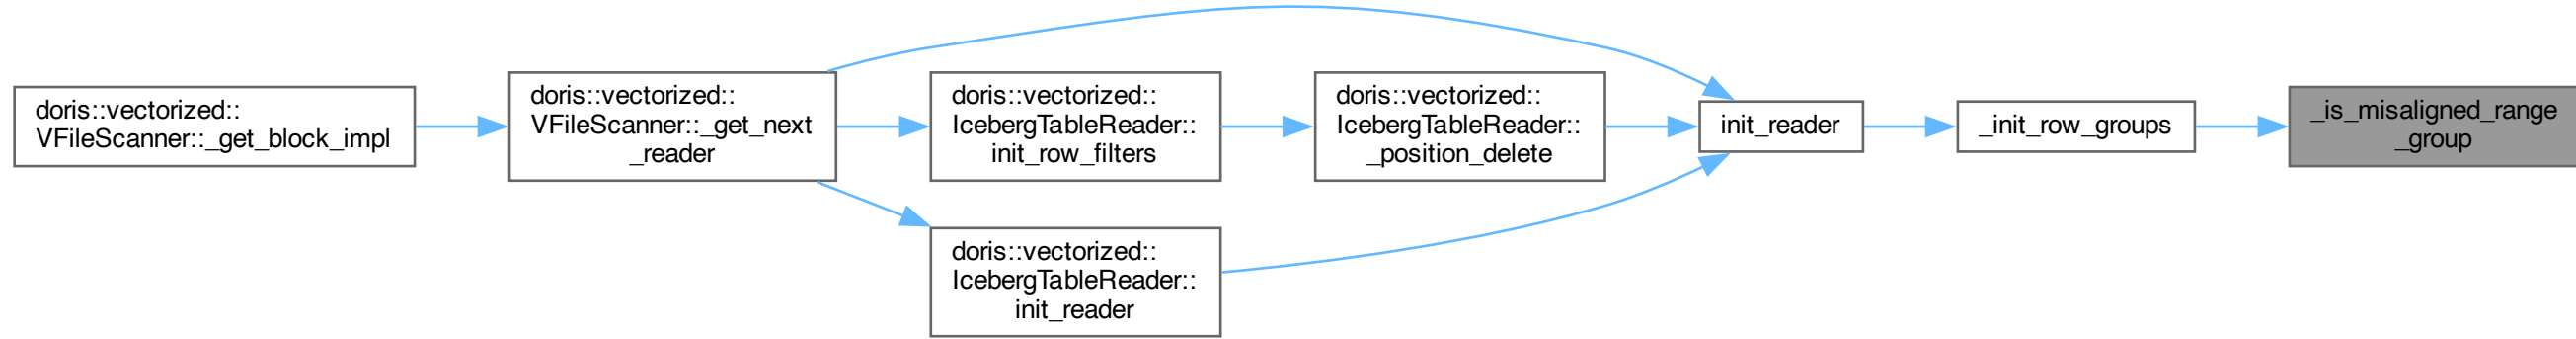 doris::vectorized::
VFileScanner::_get_block_impl
doris::vectorized::
VFileScanner::_get_next
_reader
doris::vectorized::
IcebergTableReader::
init_row_filters
doris::vectorized::
IcebergTableReader::
_position_delete
doris::vectorized::
IcebergTableReader::
init_reader
init_reader
_init_row_groups
_is_misaligned_range
_group